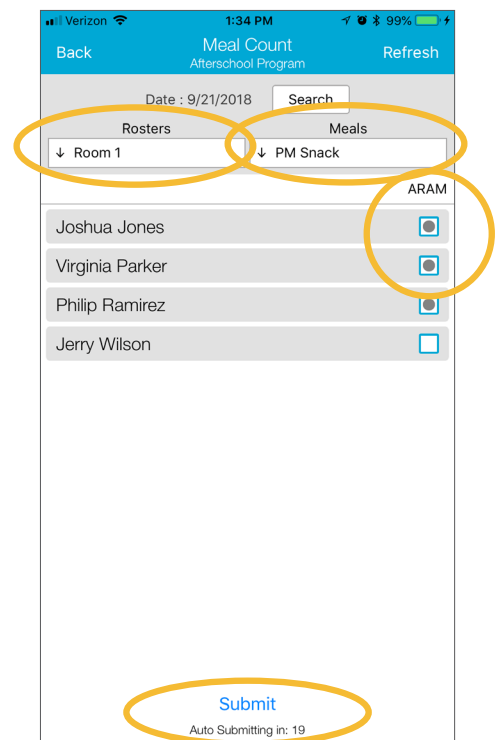 Verizon 1:34 PM 99%
Back Meal Count Refresh
Afterschool Program
Date : 9/21/2018 Search
Rosters Meals
↓ Room 1 ↓ PM Snack
ARAM
Joshua Jones
Virginia Parker
Philip Ramirez
Jerry Wilson
Submit
Auto Submitting in: 19